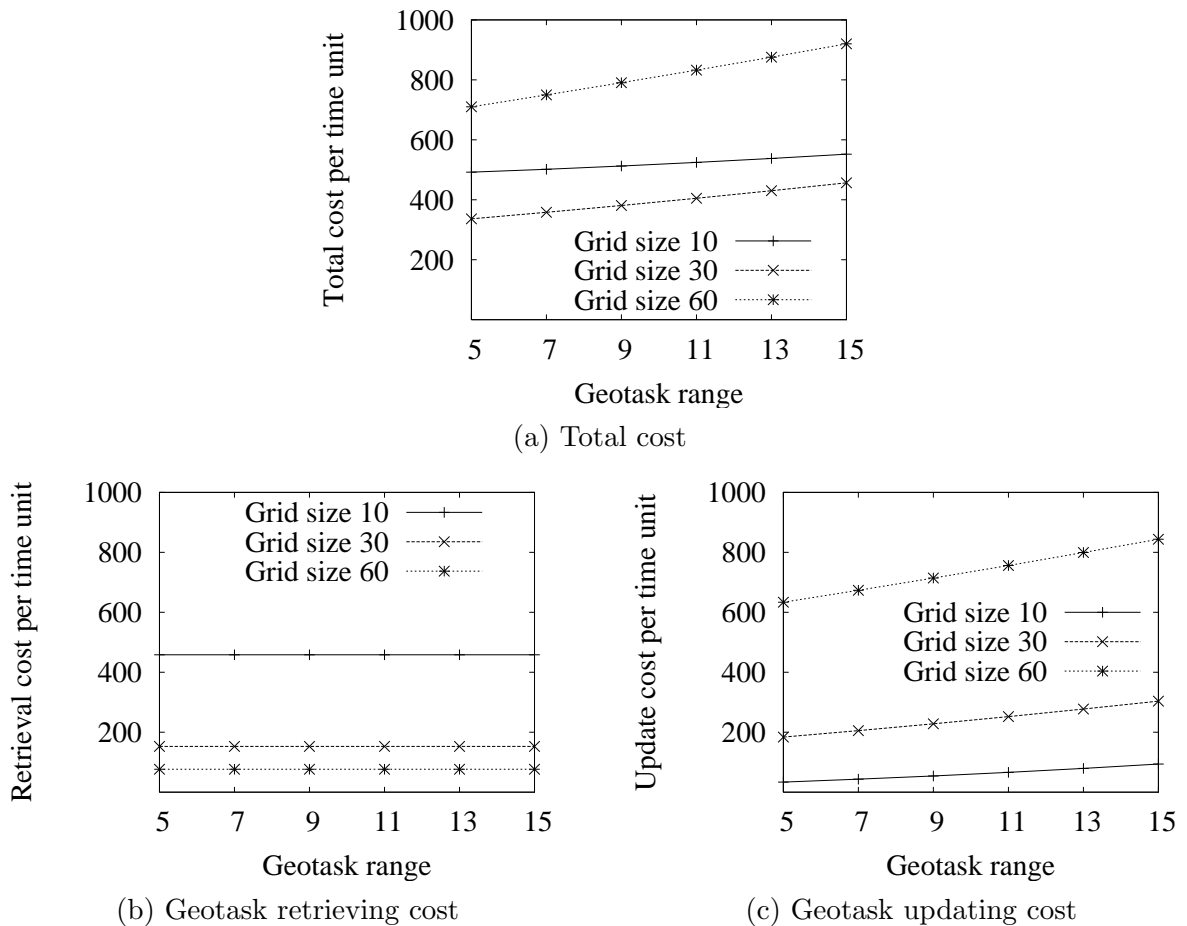 1000
800
600
400
200
Total cost per time unit
Grid size 10
Grid size 30
Grid size 60
5 7 9 11 13 15
Geotask range
(a) Total cost
1000
800
600
400
200
Retrieval cost per time unit
Grid size 10
Grid size 30
Grid size 60
5 7 9 11 13 15
Geotask range
(b) Geotask retrieving cost
1000
800
600
400
200
Update cost per time unit
Grid size 10
Grid size 30
Grid size 60
5 7 9 11 13 15
Geotask range
(c) Geotask updating cost